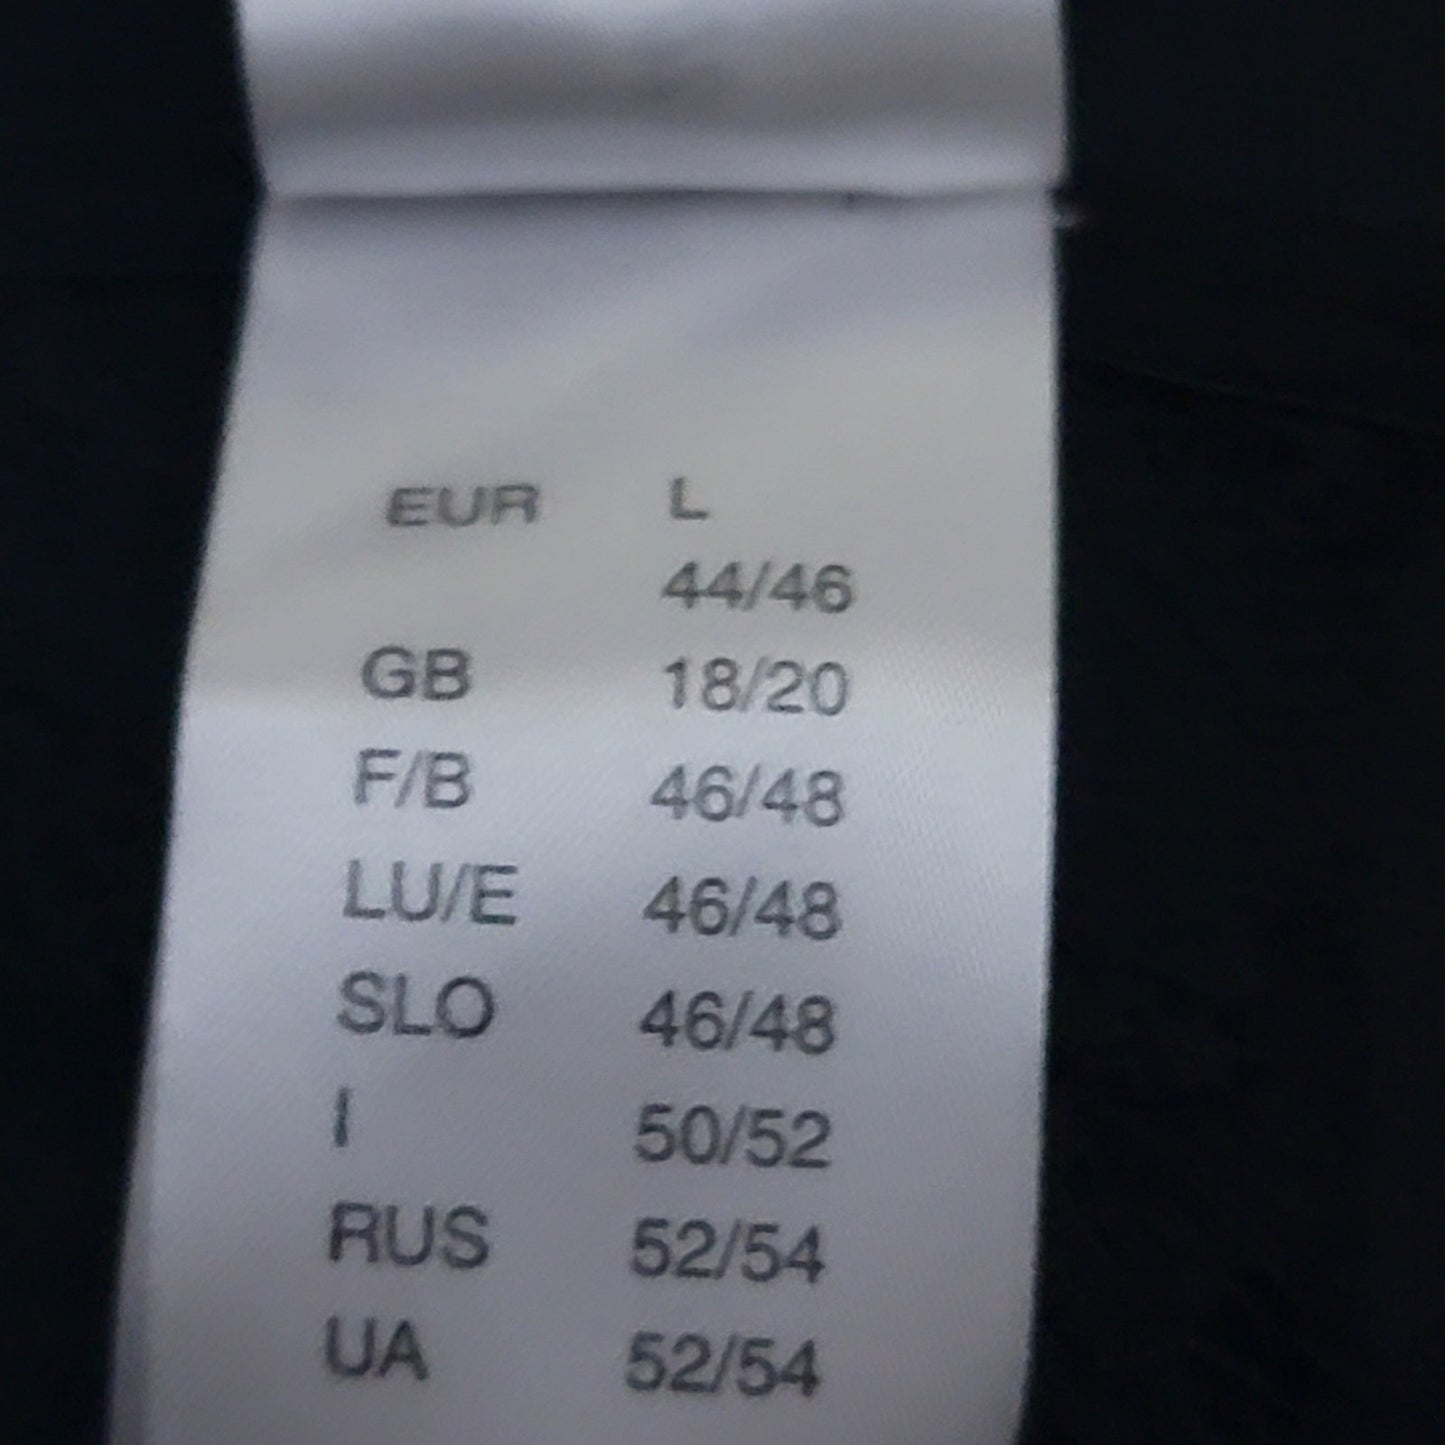 EUR L
44/46
GB 18/20
F/B 46/48
LU/E 46/48
SLO 46/48
I 50/52
RUS 52/54
UA 52/54